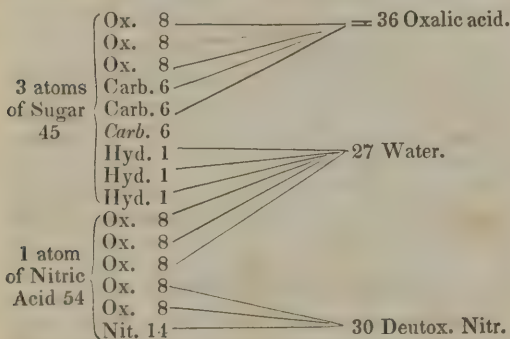 Ox. 8
= 36 Oxalic acid.
Ox. 8
Ox. 8
Carb. 6
3 atoms
of Sugar
45
Carb. 6
Carb. 6
Hyd. 1
27 Water.
Hyd. 1
Hyd. 1
Ox. 8
Ox. 8
1 atom
of Nitric
Acid 54
Ox. 8
Ox. 8
Ox. 8
Nit. 14
30 Deutox. Nitr.